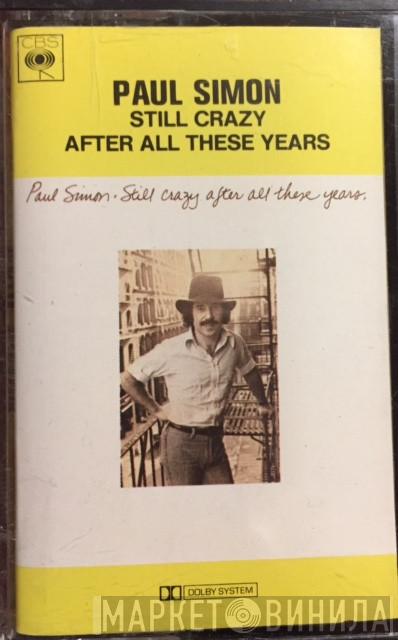 CBS
PAUL SIMON
STILL CRAZY
AFTER ALL THESE YEARS
Paul Simon · Still crazy after all these years.
DOLBY SYSTEM
МАРКЕТ ВИНИЛА